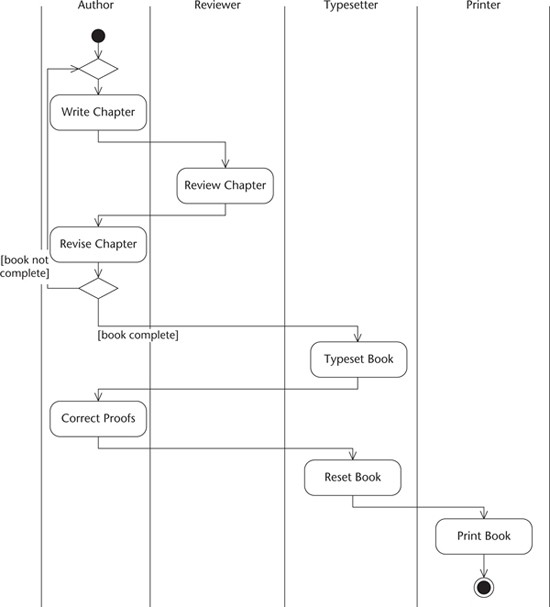 Author
Reviewer
Typesetter
Printer
Write Chapter
Review Chapter
Revise Chapter
[book not
complete]
[book complete]
Typeset Book
Correct Proofs
Reset Book
Print Book